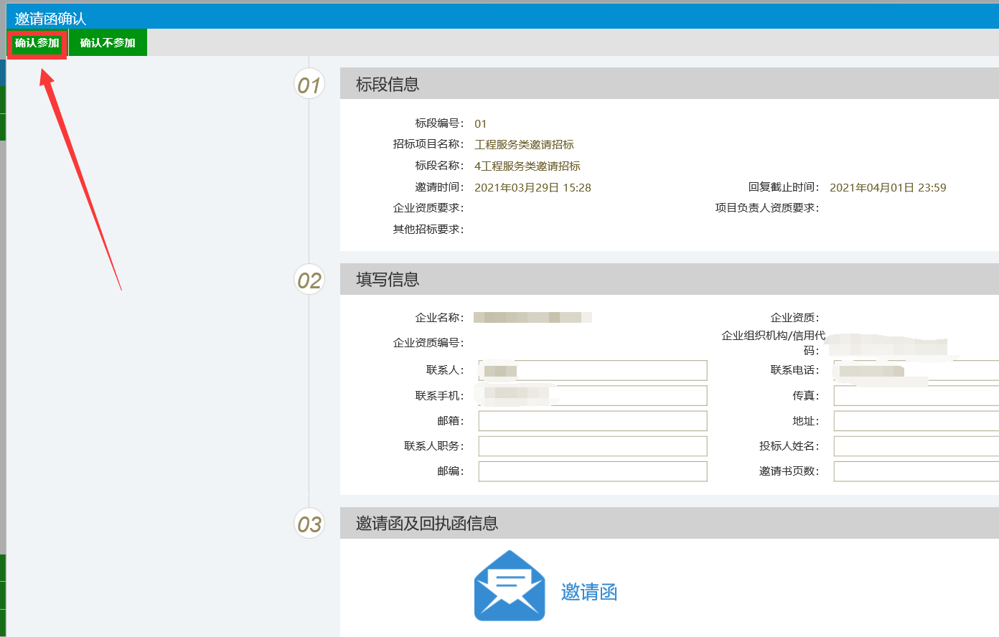 邀请函确认
确认参加 确认不参加
01 标段信息
标段编号： 01
招标项目名称： 工程服务类邀请招标
标段名称： 4工程服务类邀请招标
邀请时间： 2021年03月29日 15:28 回复截止时间： 2021年04月01日 23:59
企业资质要求： 项目负责人资质要求：
其他招标要求：
02 填写信息
企业名称： 企业资质：
企业资质编号： 企业组织机构/信用代
码：
联系人： 联系电话：
联系手机： 传真：
邮箱： 地址：
联系人职务： 投标人姓名：
邮编： 邀请书页数：
03 邀请函及回执函信息
邀请函